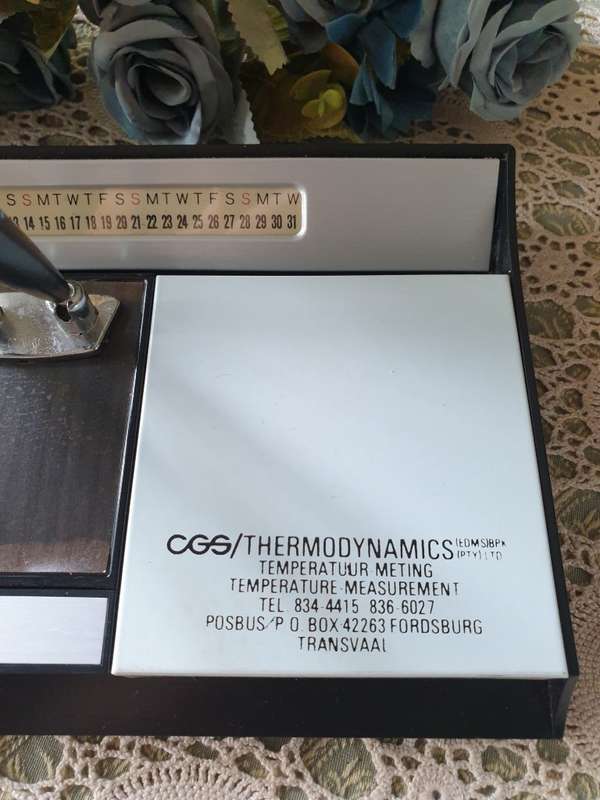 S S M T W T F S S M T W T F S S M T W
14 15 16 17 18 19 20 21 22 23 24 25 26 27 28 29 30 31
CGS/THERMODYNAMICS (EDMS)BPK
(PTY) LTD
TEMPERATUUR METING
TEMPERATURE-MEASUREMENT
TEL. 834-4415 836-6027
POSBUS/P.O. BOX 42263 FORDSBURG
TRANSVAAL